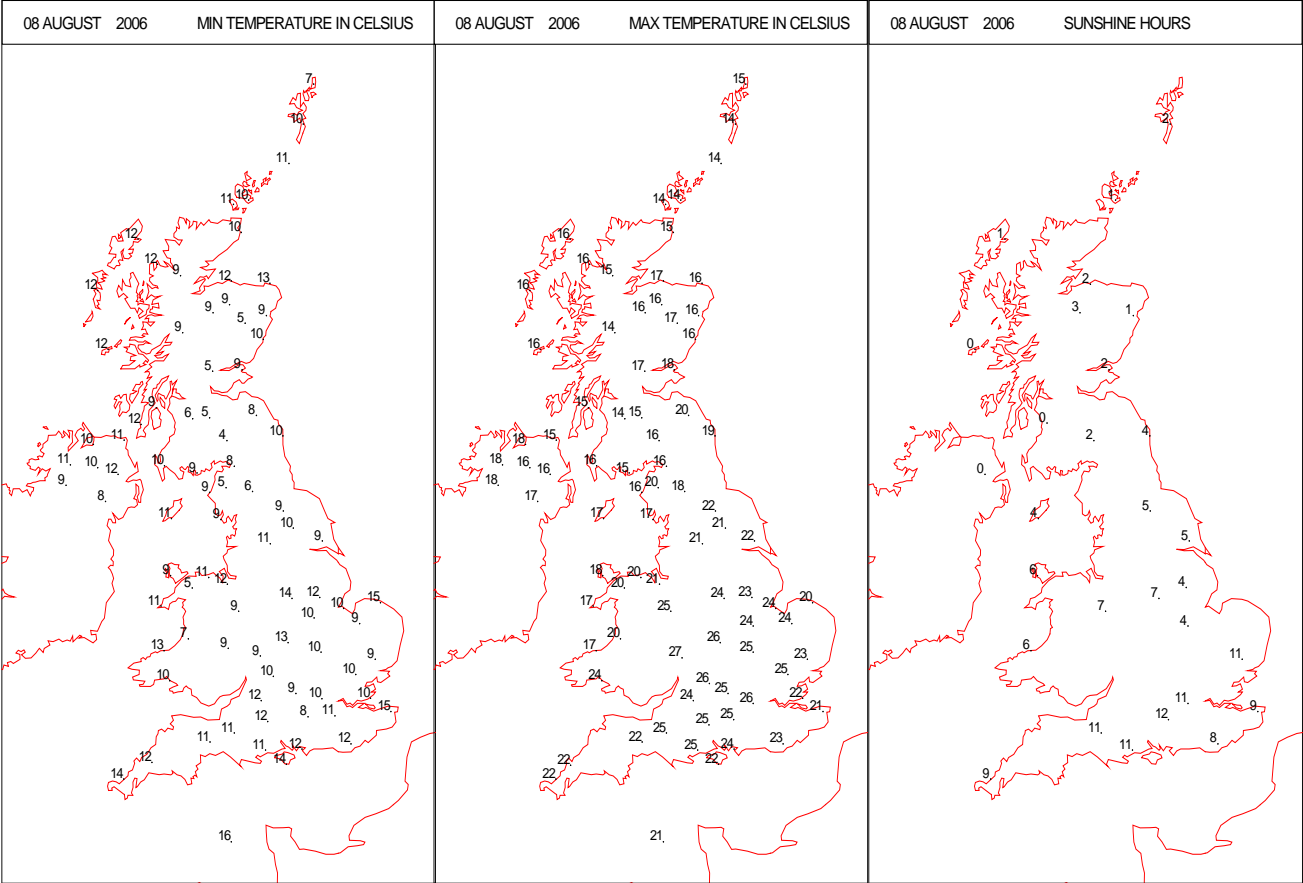 08 AUGUST 2006 MIN TEMPERATURE IN CELSIUS
7
10
11
11 10
10
12
12
9
12 13
12
9
9 9
5
9
10
12
5 9
9
12 6 5 8
10 11 4 10
11 10 12 10 9 8
9 8 9 5 6
11 9 9
10
11 9
9 11 12
5
11 9 14 12 10 15
10 9
7
13 9 9 13 10 9
10 10 10
12 9 10 10 15
12 8 11
11 11 11 12 12
12 14
14
16
08 AUGUST 2006 MAX TEMPERATURE IN CELSIUS
15
14
14
14 14
15
16
16
15
17 16
16
16 16 16
14 17
16
16
17 18
15
14 15 20
18 15 16 19
18 16 16 16 15 16
18 17 16 20 18
17 17 22
21
21 22
18 20 21
20
17 25 24 23 24 20
24 24
20
17 27 26 25 23
24 26 25
24 25 26 22 21
25 25
22 25 25 24 23
22 22
22
21
08 AUGUST 2006 SUNSHINE HOURS
2
1
1
2
3 1
0
2
0
2 4
0
4 5
5
6
7 7 4
4
6 11
11 9
12
11 11 8
9